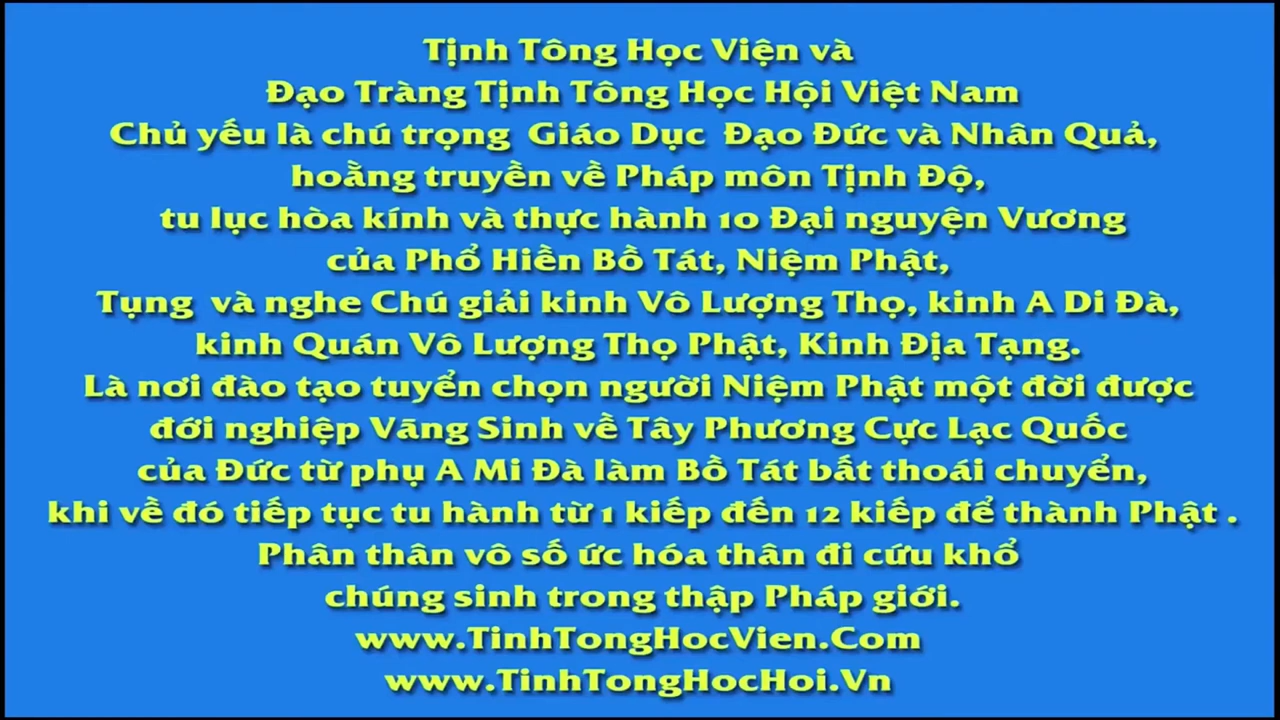 Tịnh Tông Học Viện và
Đạo Tràng Tịnh Tông Học Hội Việt Nam
Chủ yếu là chú trọng Giáo Dục Đạo Đức và Nhân Quả,
hoằng truyền về Pháp môn Tịnh Độ,
tu lục hòa kính và thực hành 10 Đại nguyện Vương
của Phổ Hiền Bồ Tát, Niệm Phật,
Tụng và nghe Chú giải kinh Vô Lượng Thọ, kinh A Di Đà,
kinh Quán Vô Lượng Thọ Phật, Kinh Địa Tạng.
Là nơi đào tạo tuyển chọn người Niệm Phật một đời được
đới nghiệp Vãng Sinh về Tây Phương Cực Lạc Quốc
của Đức từ phụ A Mi Đà làm Bồ Tát bất thoái chuyển,
khi về đó tiếp tục tu hành từ 1 kiếp đến 12 kiếp để thành Phật .
Phân thân vô số ức hóa thân đi cứu khổ
chúng sinh trong thập Pháp giới.
www.TinhTongHocVien.Com
www.TinhTongHocHoi.Vn